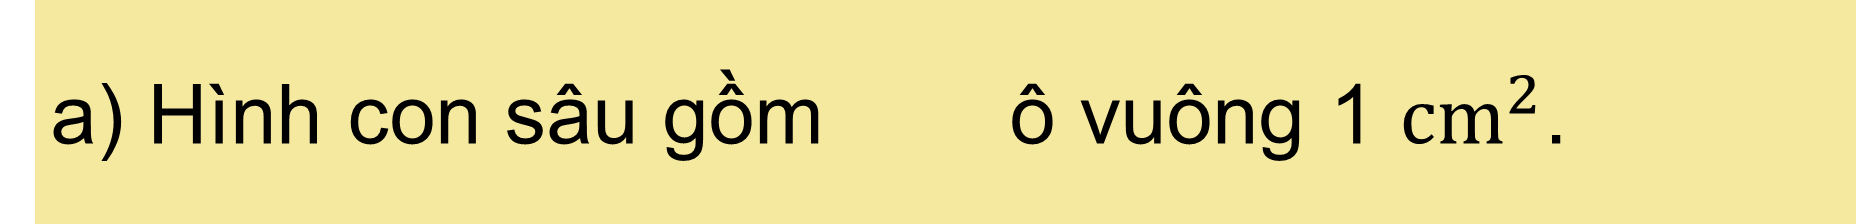 a) Hình con sâu gồm ô vuông 1 cm².